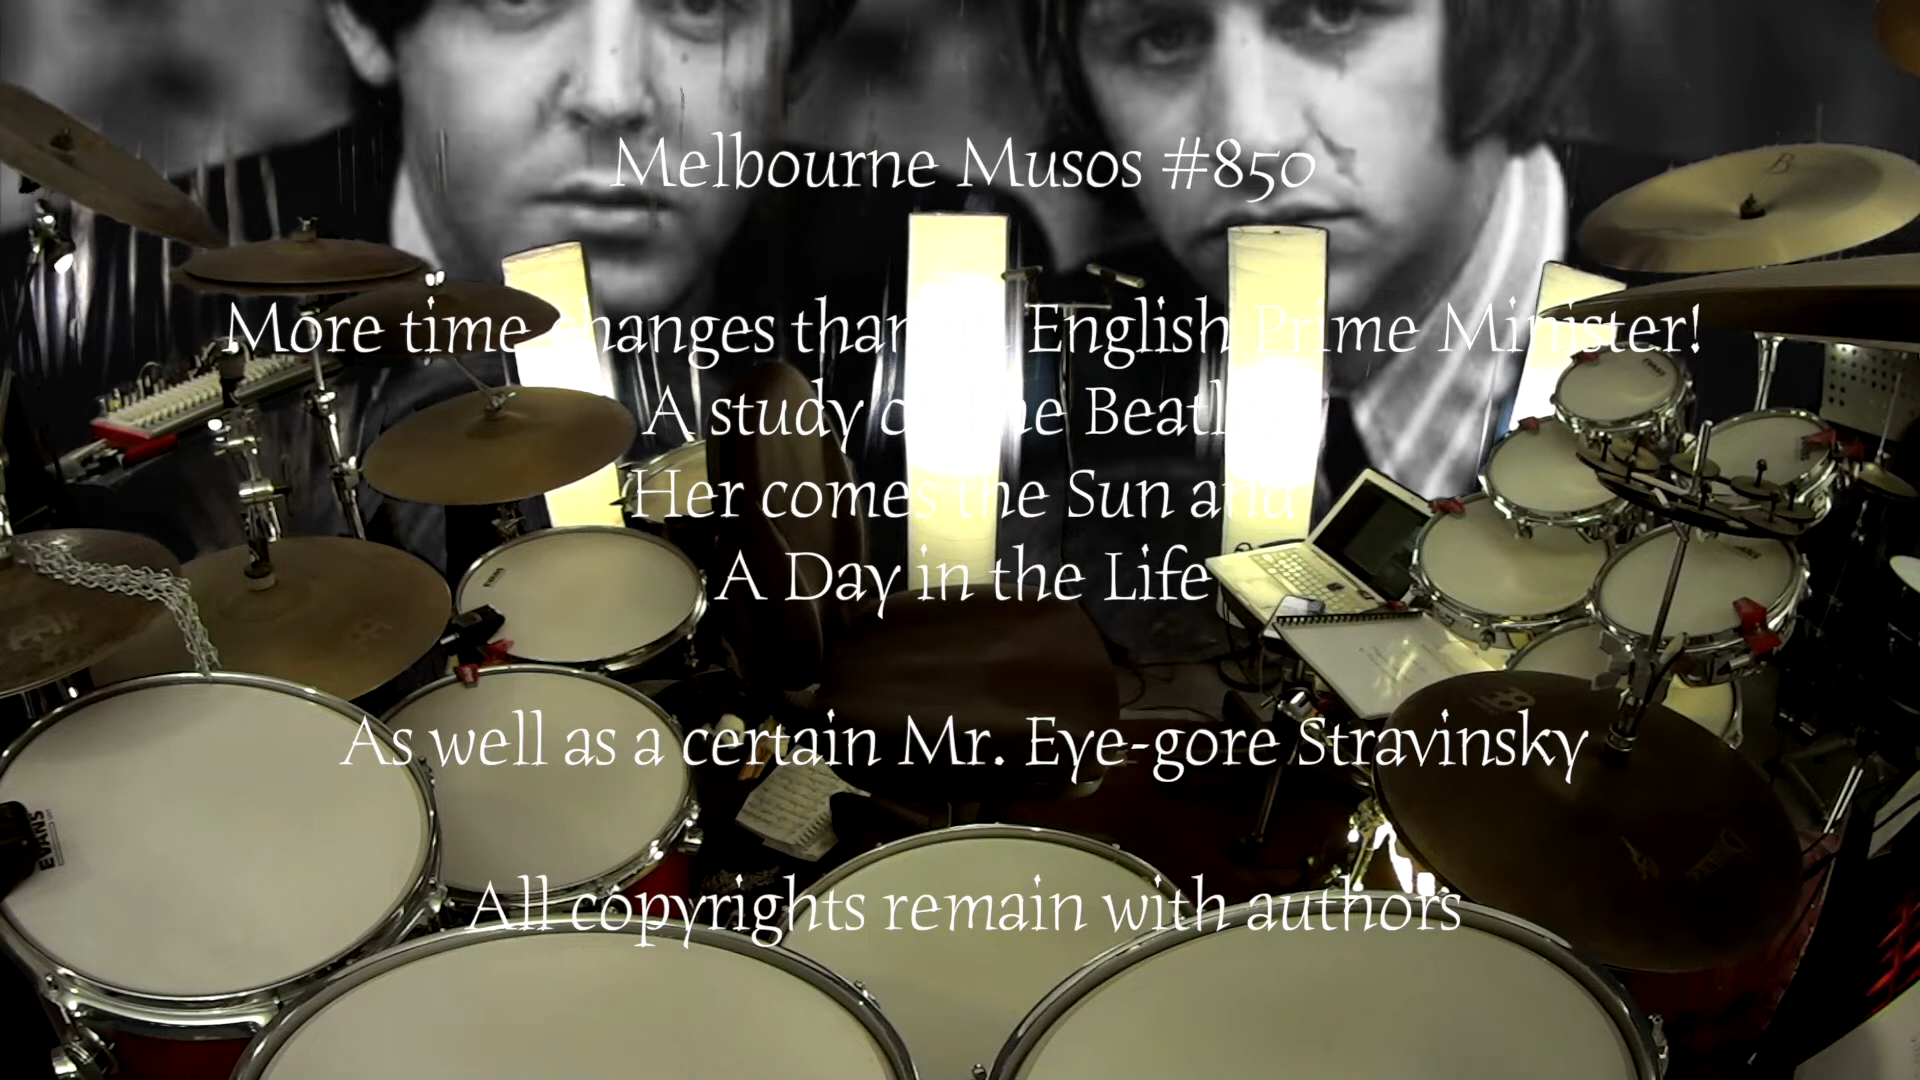 Melbourne Musos #850
More time changes than English Prime Minister!
A study of the Beatles
Her comes the Sun and
A Day in the Life
As well as a certain Mr. Eye-gore Stravinsky
All copyrights remain with authors
EVANS